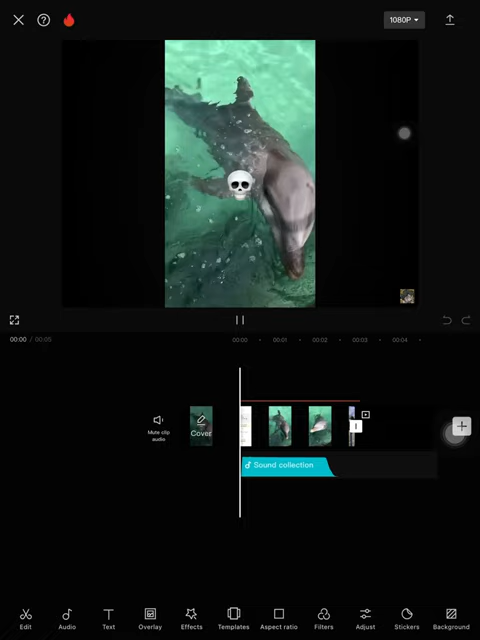 1080P
00:00 / 00:05
00:00
00:01
00:02
00:03
00:04
Mute clip
audio
Cover
Sound collection
Edit
Audio
Text
Overlay
Effects
Templates
Aspect ratio
Filters
Adjust
Stickers
Background